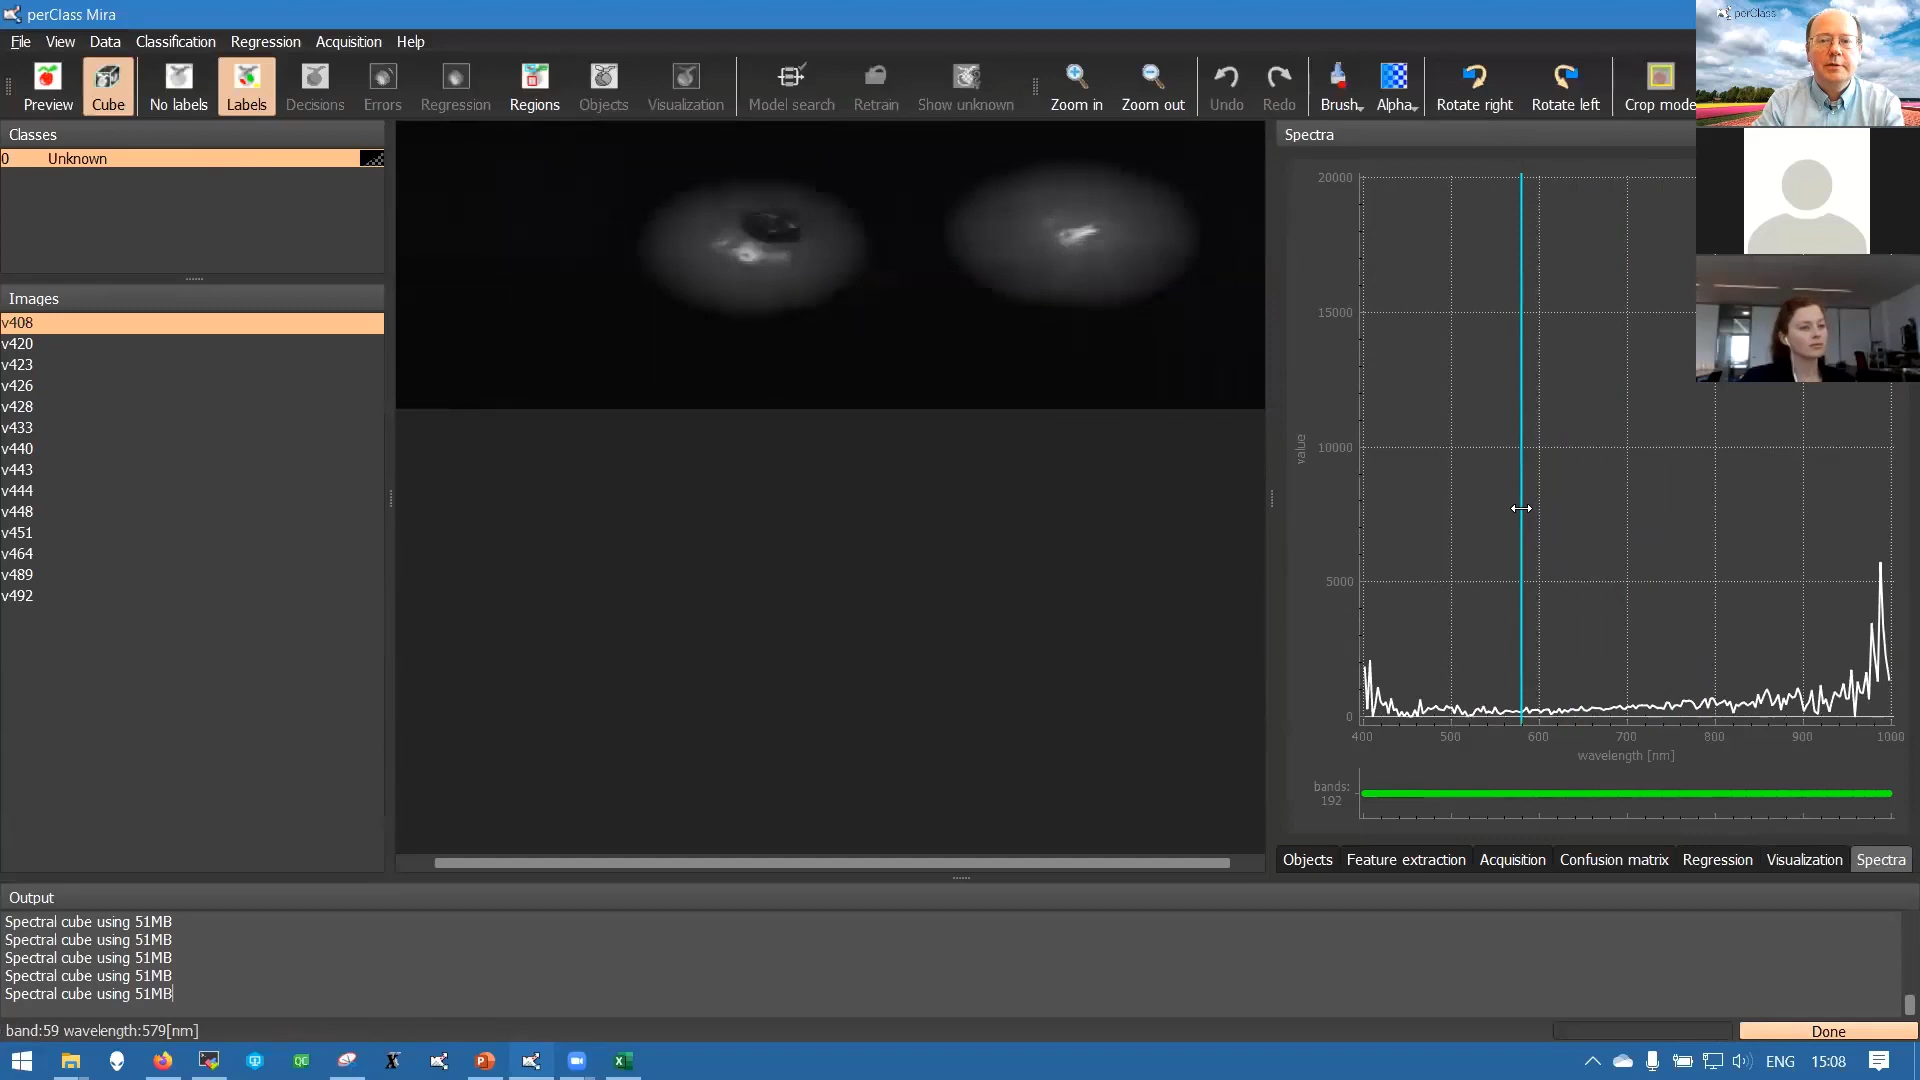 perClass Mira
File View Data Classification Regression Acquisition Help
Preview Cube No labels Labels Decisions Errors Regression Regions Objects Visualization Model search Retrain Show unknown Zoom in Zoom out Undo Redo Brush Alpha Rotate right Rotate left Crop mode
perClass
Classes
0 Unknown
Images
v408
v420
v423
v426
v428
v433
v440
v443
v444
v448
v451
v464
v489
v492
Spectra
20000
15000
10000
5000
0
value
400 500 600 700 800 900 1000
wavelength [nm]
bands:
192
Objects Feature extraction Acquisition Confusion matrix Regression Visualization Spectra
Output
Spectral cube using 51MB
Spectral cube using 51MB
Spectral cube using 51MB
Spectral cube using 51MB
Spectral cube using 51MB
band:59 wavelength:579[nm]
Done
QC
ENG 15:08